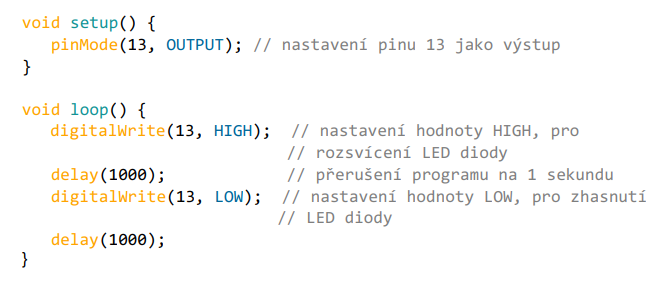 void setup() {
pinMode(13, OUTPUT); // nastavení pinu 13 jako výstup
}
void loop() {
digitalWrite(13, HIGH); // nastavení hodnoty HIGH, pro
// rozsvícení LED diody
delay(1000); // přerušení programu na 1 sekundu
digitalWrite(13, LOW); // nastavení hodnoty LOW, pro zhasnutí
// LED diody
delay(1000);
}